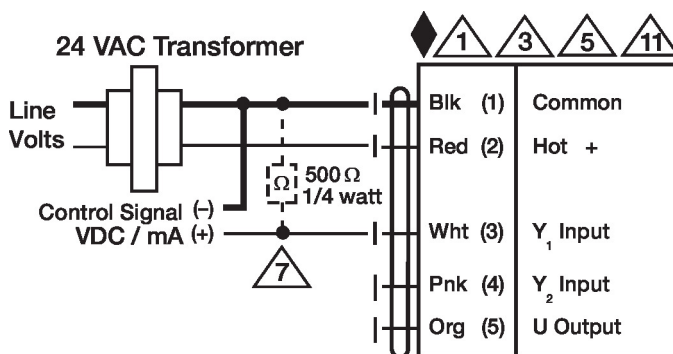 24 VAC Transformer
1 3 5 11
Line
Volts
Blk (1) Common
Red (2) Hot +
Ω 500 Ω
1/4 watt
Control Signal (–)
VDC / mA (+)
Wht (3) Y1 Input
7
Pnk (4) Y2 Input
Org (5) U Output